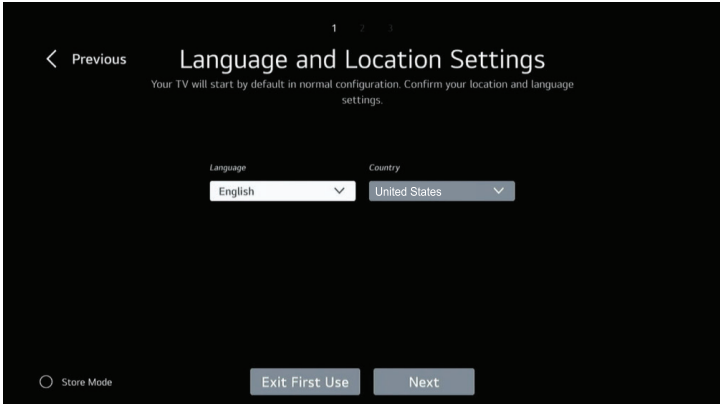 1 2 3
Previous
Language and Location Settings
Your TV will start by default in normal configuration. Confirm your location and language
settings.
Language Country
English United States
Store Mode
Exit First Use Next